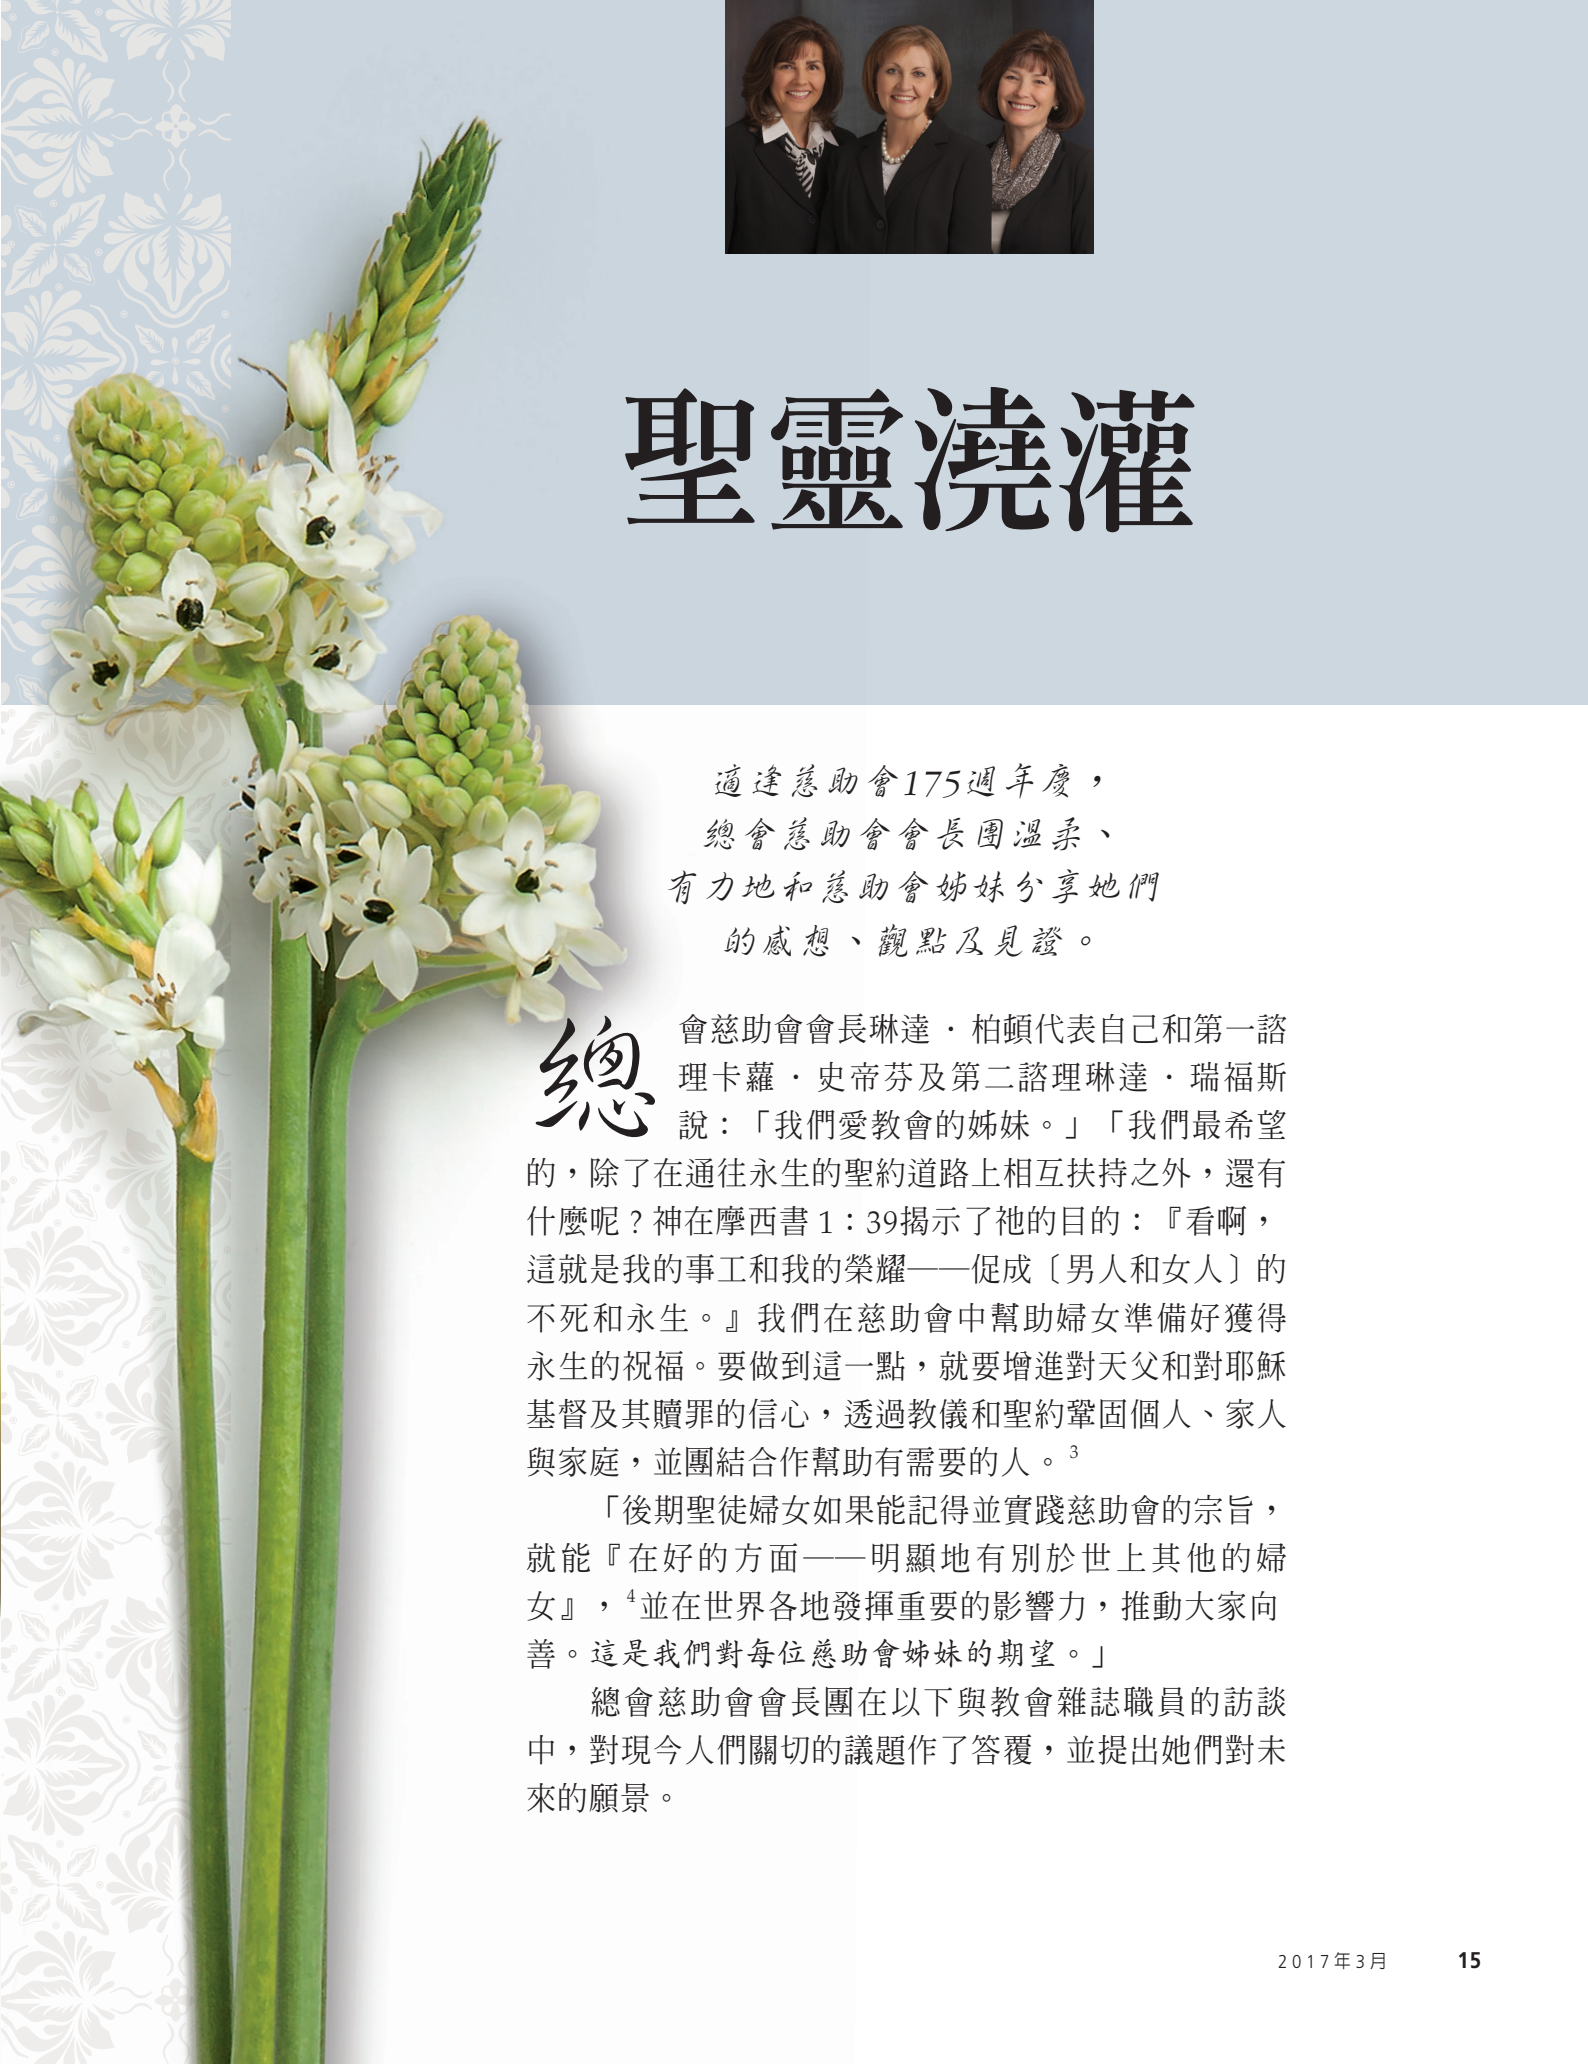 聖靈澆灌
適逢慈助會175週年慶，
總會慈助會會長團溫柔、
有力地和慈助會姊妹分享她們
的感想、觀點及見證。
總會慈助會會長琳達．柏頓代表自己和第一諮
理卡蘿．史帝芬及第二諮理琳達．瑞福斯
說：「我們愛教會的姊妹。」「我們最希望
的，除了在通往永生的聖約道路上相互扶持之外，還有
什麼呢？神在摩西書1：39揭示了祂的目的：『看啊，
這就是我的事工和我的榮耀──促成〔男人和女人〕的
不死和永生。』我們在慈助會中幫助婦女準備好獲得
永生的祝福。要做到這一點，就要增進對天父和對耶穌
基督及其贖罪的信心，透過教儀和聖約鞏固個人、家人
與家庭，並團結合作幫助有需要的人。3
「後期聖徒婦女如果能記得並實踐慈助會的宗旨，
就能『在好的方面──明顯地有別於世上其他的婦
女』，4並在世界各地發揮重要的影響力，推動大家向
善。這是我們對每位慈助會姊妹的期望。」
總會慈助會會長團在以下與教會雜誌職員的訪談
中，對現今人們關切的議題作了答覆，並提出她們對未
來的願景。
2017年3月 15